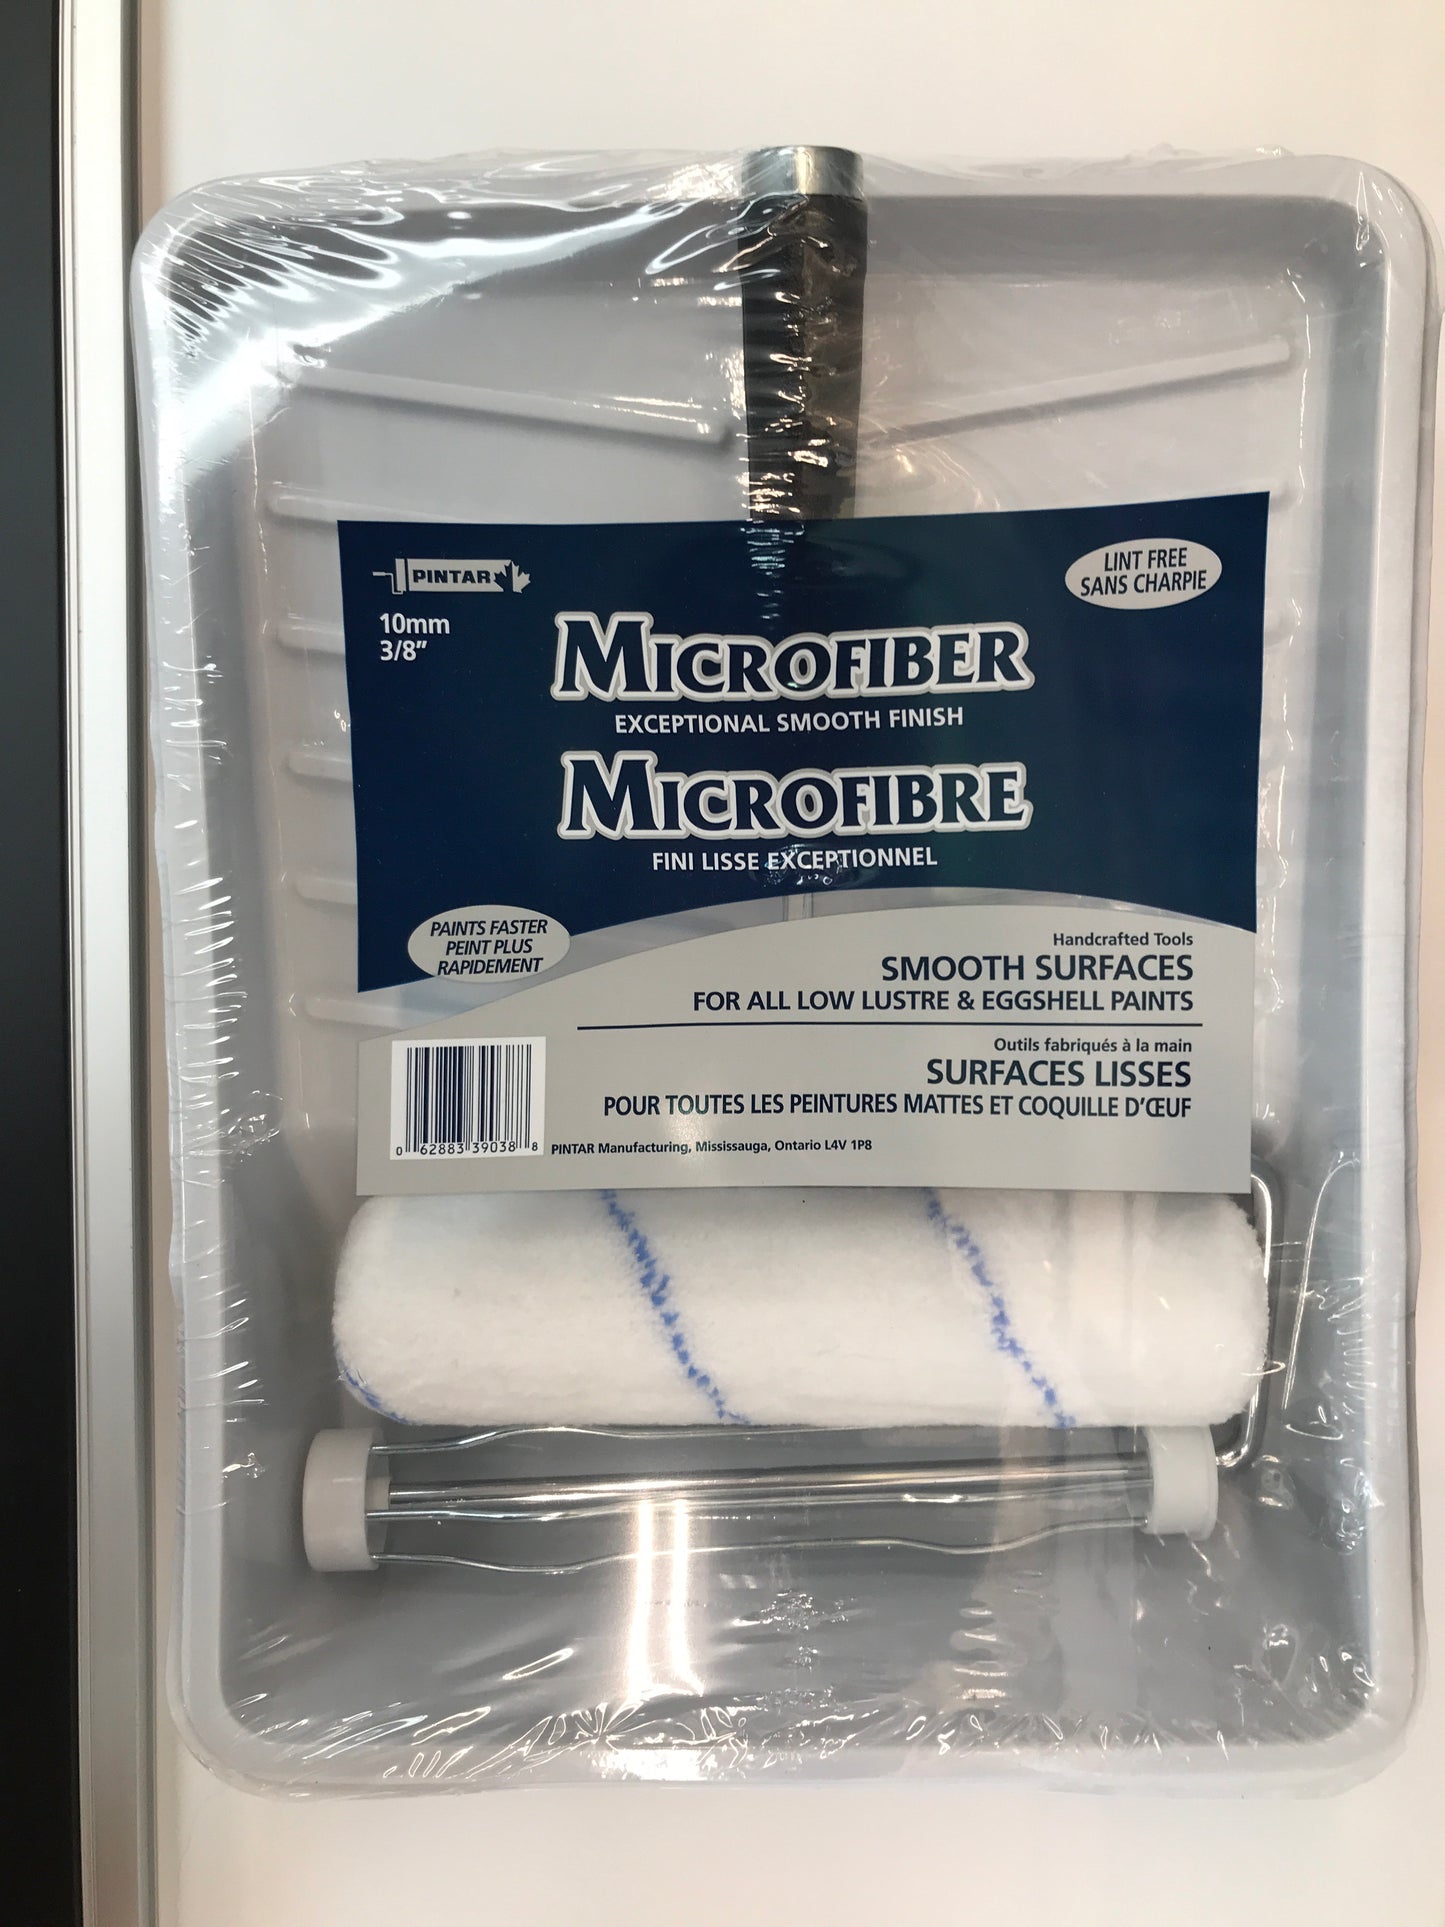 PINTAR
10mm
3/8"
LINT FREE
SANS CHARPIE
MICROFIBER
EXCEPTIONAL SMOOTH FINISH
MICROFIBRE
FINI LISSE EXCEPTIONNEL
PAINTS FASTER
PEINT PLUS
RAPIDEMENT
Handcrafted Tools
SMOOTH SURFACES
FOR ALL LOW LUSTRE & EGGSHELL PAINTS
Outils fabriqués à la main
SURFACES LISSES
POUR TOUTES LES PEINTURES MATTES ET COQUILLE D'ŒUF
0 62883 39038 8
PINTAR Manufacturing, Mississauga, Ontario L4V 1P8